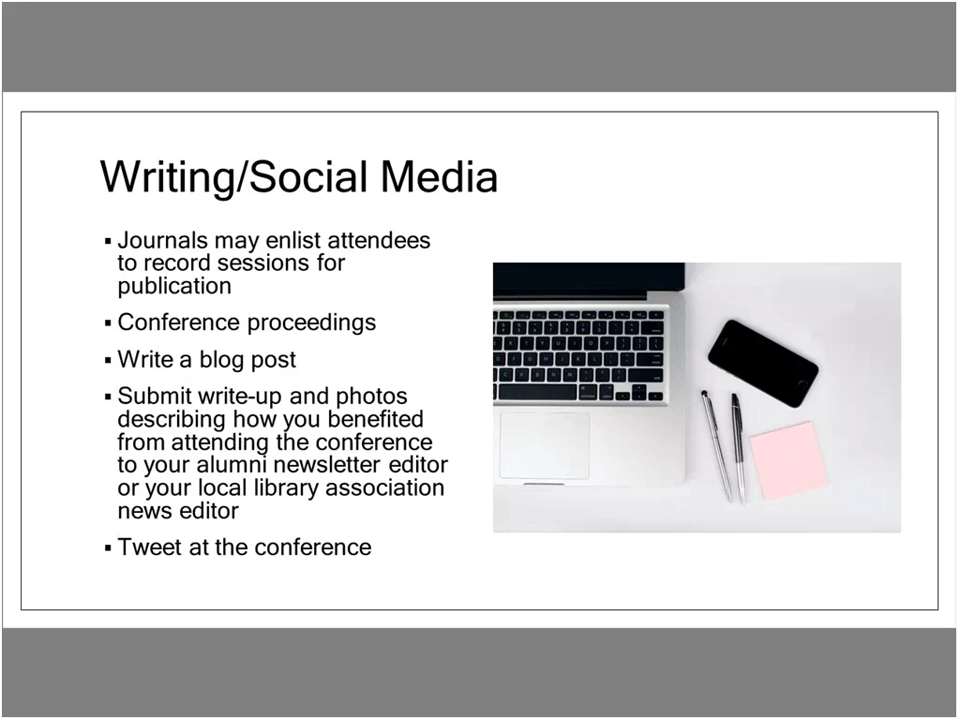 Writing/Social Media
▪ Journals may enlist attendees
to record sessions for
publication
▪ Conference proceedings
▪ Write a blog post
▪ Submit write-up and photos
describing how you benefited
from attending the conference
to your alumni newsletter editor
or your local library association
news editor
▪ Tweet at the conference